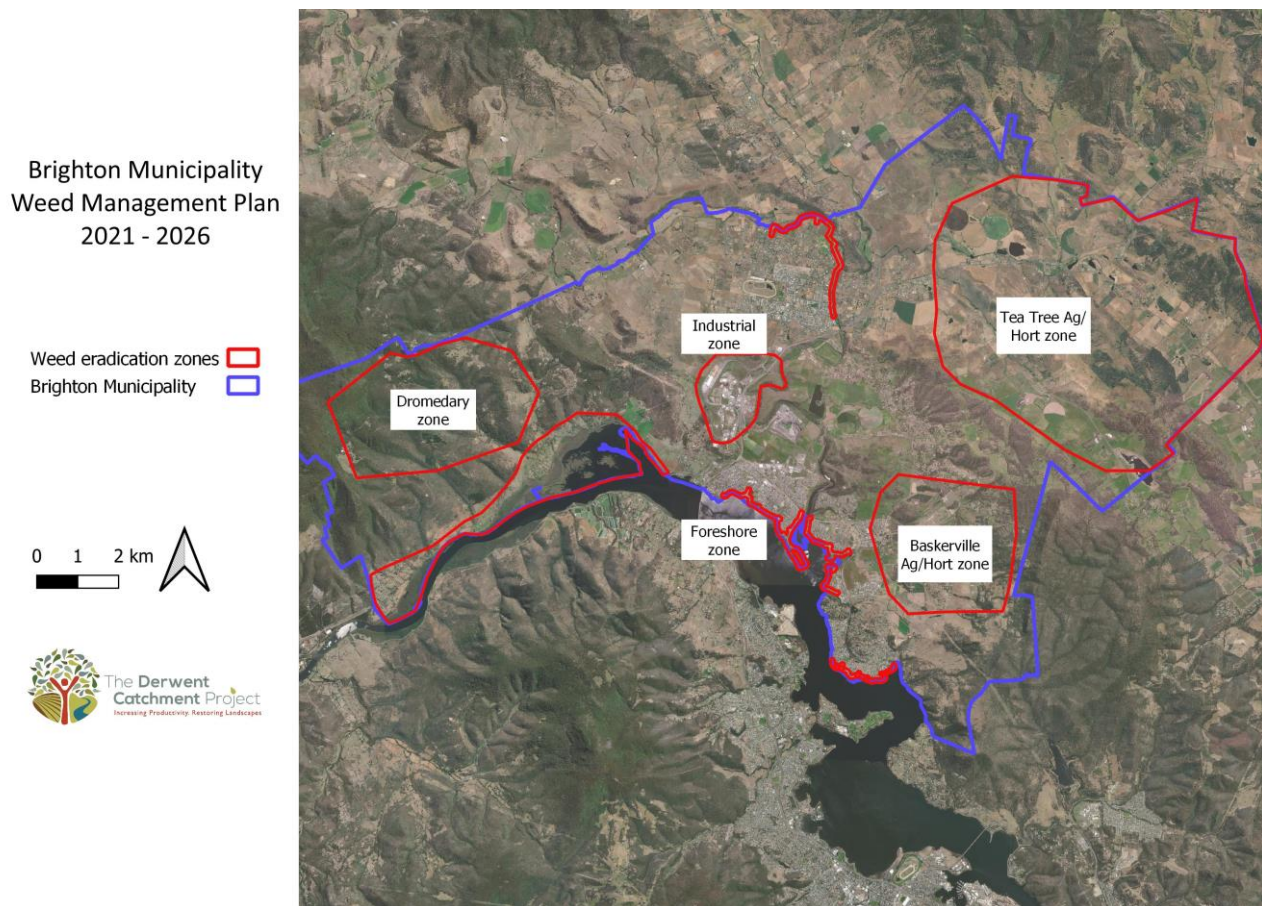 Brighton Municipality
Weed Management Plan
2021 - 2026
Weed eradication zones
Brighton Municipality
0 1 2 km
The Derwent
Catchment Project
Increasing Productivity. Restoring Landscapes
Industrial
zone
Tea Tree Ag/
Hort zone
Dromedary
zone
Foreshore
zone
Baskerville
Ag/Hort zone